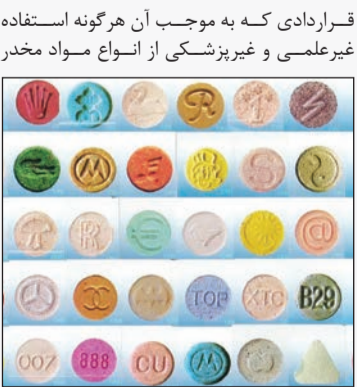 قراردادی که به موجب آن هرگونه استفاده
غیرعلمی و غیرپزشکی از انواع مواد مخدر
R
M
S
R
@
TOP
XTC
B29
007
888
CU
M